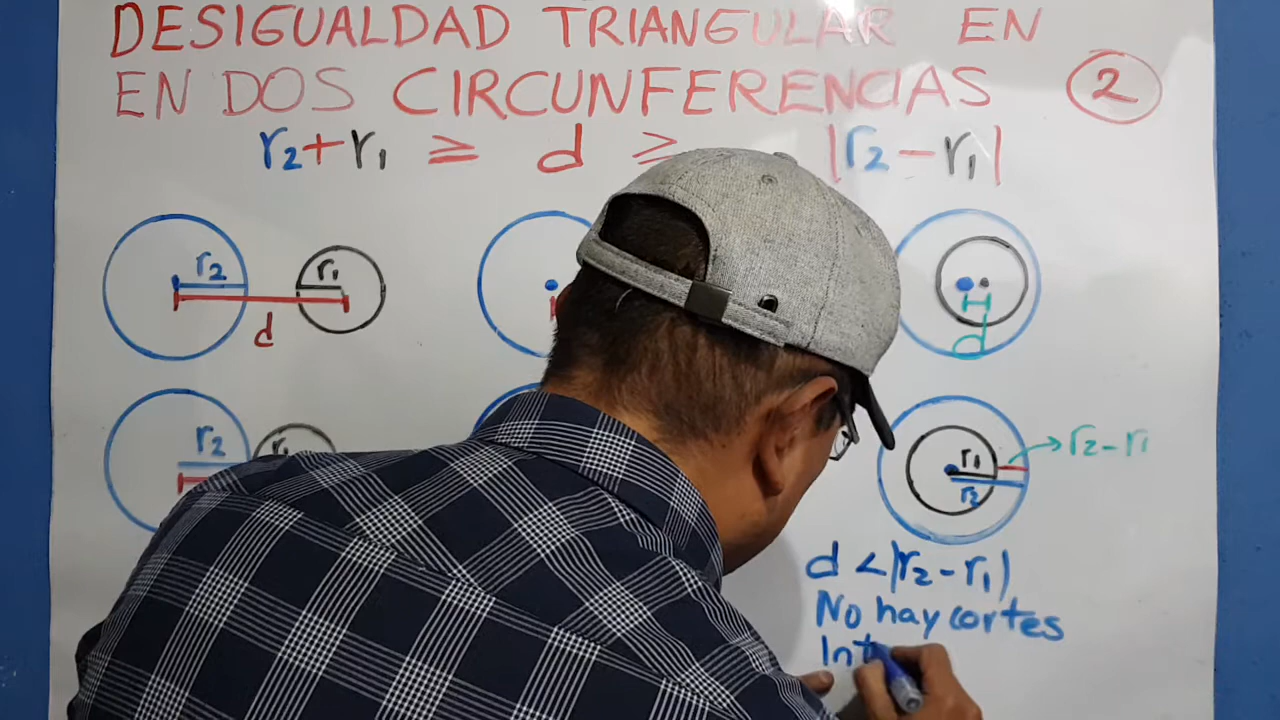 DESIGUALDAD TRIANGULAR EN
EN DOS CIRCUNFERENCIAS 2
r₂ + r₁ ≥ d ≥ |r₂ - r₁|
r₂ r₁
d
d
r₂
r₁ r₂ - r₁
r₂
d < |r₂ - r₁|
No hay cortes